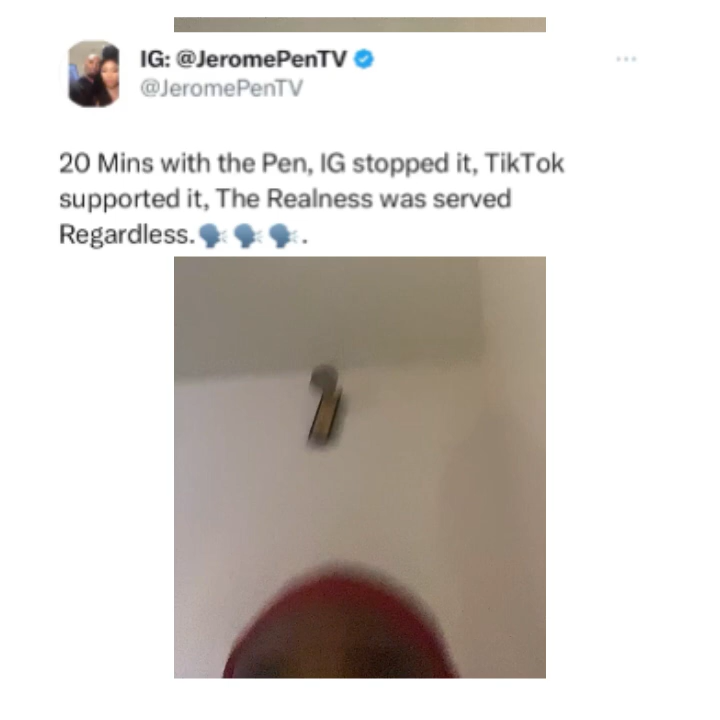 IG: @JeromePenTV
@JeromePenTV
20 Mins with the Pen, IG stopped it, TikTok
supported it, The Realness was served
Regardless.🗣️🗣️🗣️.